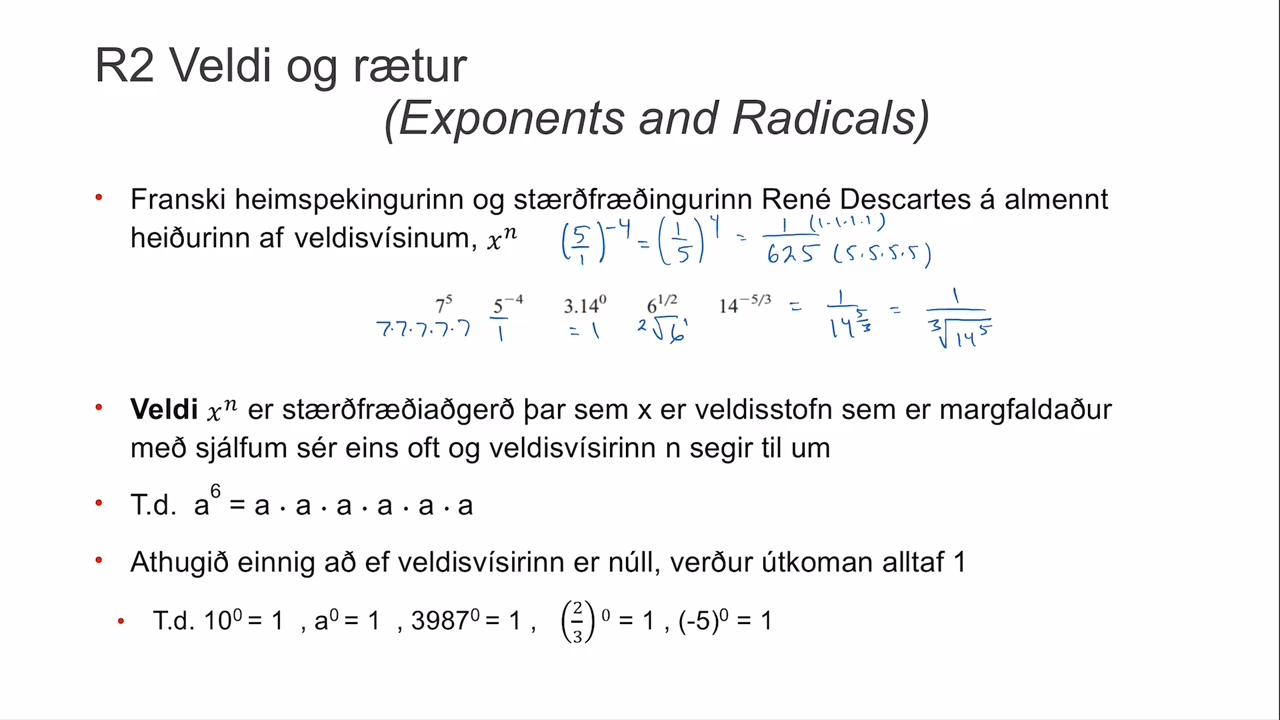 R2 Veldi og rætur
(Exponents and Radicals)
• Franski heimspekingurinn og stærðfræðingurinn René Descartes á almennt
heiðurinn af veldisvísinum, xⁿ
(5/1)⁻⁴ = (1/5)⁴ = 1/625 (1·1·1·1) (5·5·5·5)
7⁵ 5⁻⁴ 3.14⁰ 6^{1/2} 14^{−5/3} = 1/14^{5/3} = 1/∛14⁵
7·7·7·7·7 1 = 1 ²√6¹
• Veldi xⁿ er stærðfræðiaðgerð þar sem x er veldisstofn sem er margfaldaður
með sjálfum sér eins oft og veldisvísirinn n segir til um
• T.d. a⁶ = a · a · a · a · a · a
• Athugið einnig að ef veldisvísirinn er núll, verður útkoman alltaf 1
• T.d. 10⁰ = 1 , a⁰ = 1 , 3987⁰ = 1 , (2/3)⁰ = 1 , (-5)⁰ = 1